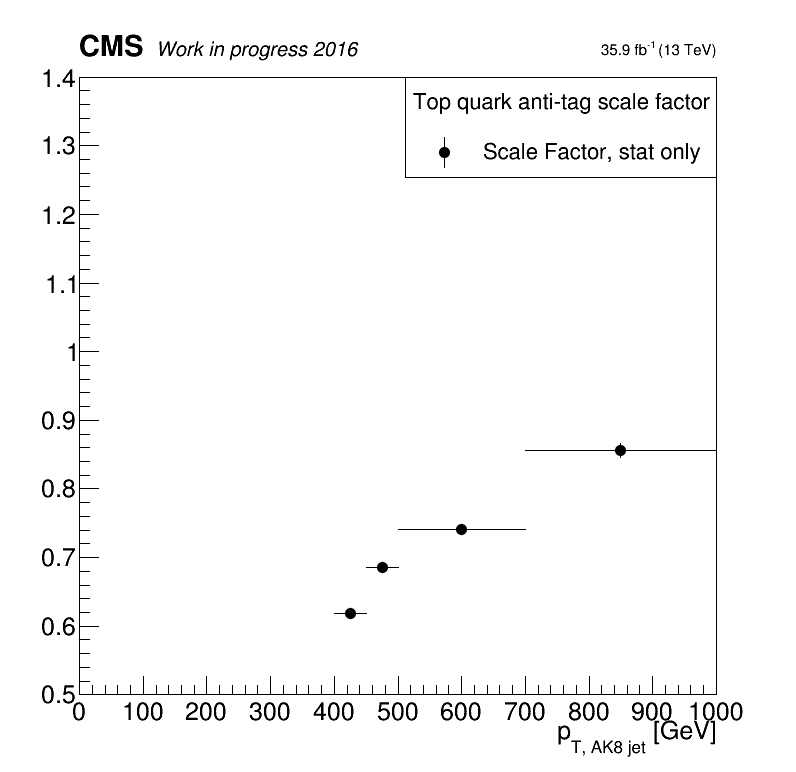 CMS Work in progress 2016 35.9 fb⁻¹ (13 TeV)
Top quark anti-tag scale factor
Scale Factor, stat only
1.4
1.3
1.2
1.1
1
0.9
0.8
0.7
0.6
0.5
0 100 200 300 400 500 600 700 800 900 1000
p_T, AK8 jet [GeV]